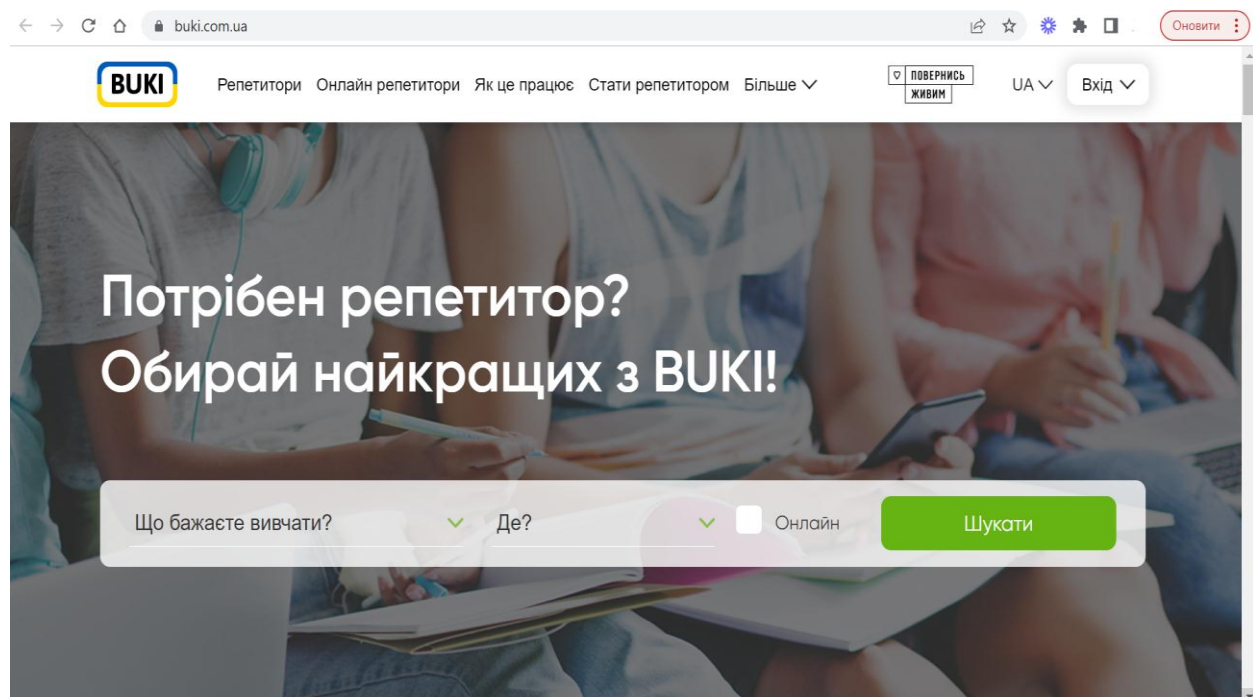 buki.com.ua
Оновити
BUKI
Репетитори Онлайн репетитори Як це працює Стати репетитором Більше
ПОВЕРНИСЬ
ЖИВИМ
UA
Вхід
Потрібен репетитор?
Обирай найкращих з BUKI!
Що бажаєте вивчати?
Де?
Онлайн
Шукати